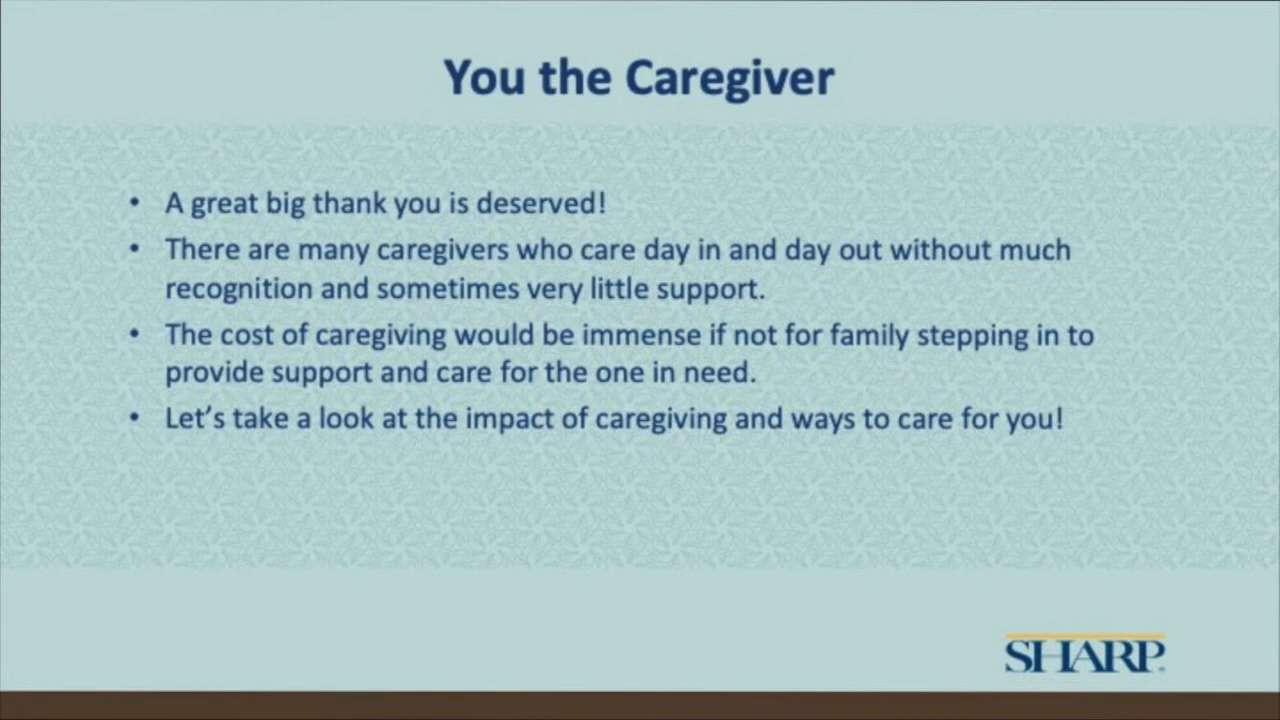 You the Caregiver
• A great big thank you is deserved!
• There are many caregivers who care day in and day out without much
recognition and sometimes very little support.
• The cost of caregiving would be immense if not for family stepping in to
provide support and care for the one in need.
• Let’s take a look at the impact of caregiving and ways to care for you!
SHARP